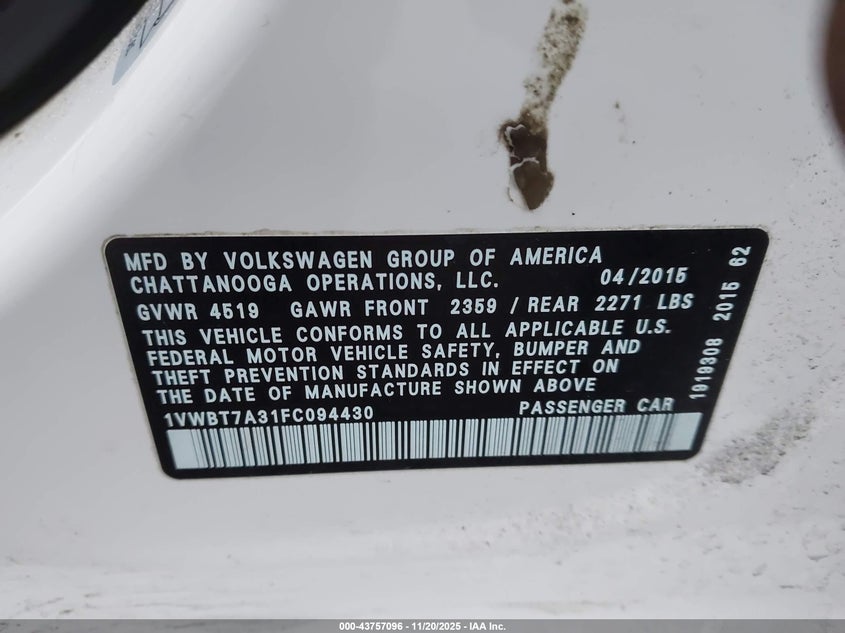 MFD BY VOLKSWAGEN GROUP OF AMERICA
CHATTANOOGA OPERATIONS, LLC. 04/2015
GVWR 4519 GAWR FRONT 2359 / REAR 2271 LBS
THIS VEHICLE CONFORMS TO ALL APPLICABLE U.S.
FEDERAL MOTOR VEHICLE SAFETY, BUMPER AND
THEFT PREVENTION STANDARDS IN EFFECT ON
THE DATE OF MANUFACTURE SHOWN ABOVE
1VWBT7A31FC094430 PASSENGER CAR
1919308 2015 62
000-43757096 - 11/20/2025 - IAA Inc.